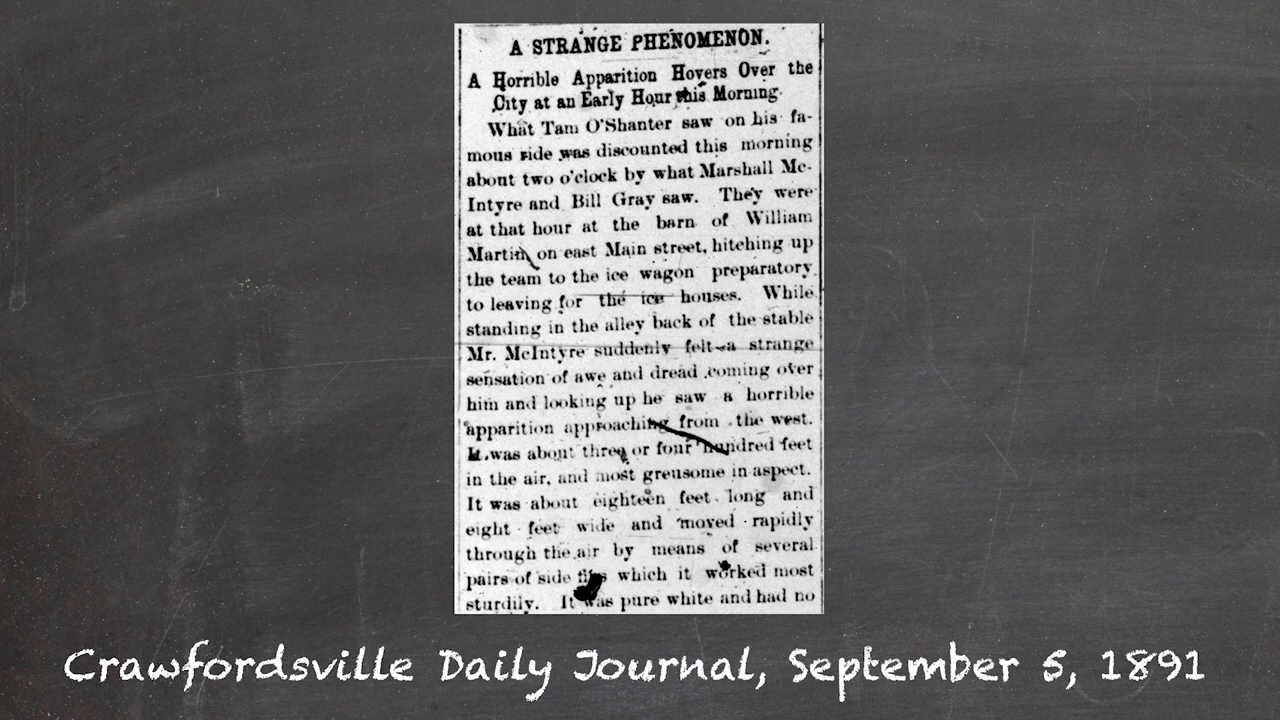 A STRANGE PHENOMENON.
A Horrible Apparition Hovers Over the
City at an Early Hour this Morning.
What Tam O'Shanter saw on his fa-
mous ride was discounted this morning
about two o'clock by what Marshall Mc-
Intyre and Bill Gray saw. They were
at that hour at the barn of William
Martin, on east Main street, hitching up
the team to the ice wagon preparatory
to leaving for the ice houses. While
standing in the alley back of the stable
Mr. McIntyre suddenly felt a strange
sensation of awe and dread coming over
him and looking up he saw a horrible
apparition approaching from the west.
It was about three or four hundred feet
in the air, and most greusome in aspect.
It was about eighteen feet long and
eight feet wide and moved rapidly
through the air by means of several
pairs of side fins which it worked most
sturdily. It was pure white and had no
Crawfordsville Daily Journal, September 5, 1891